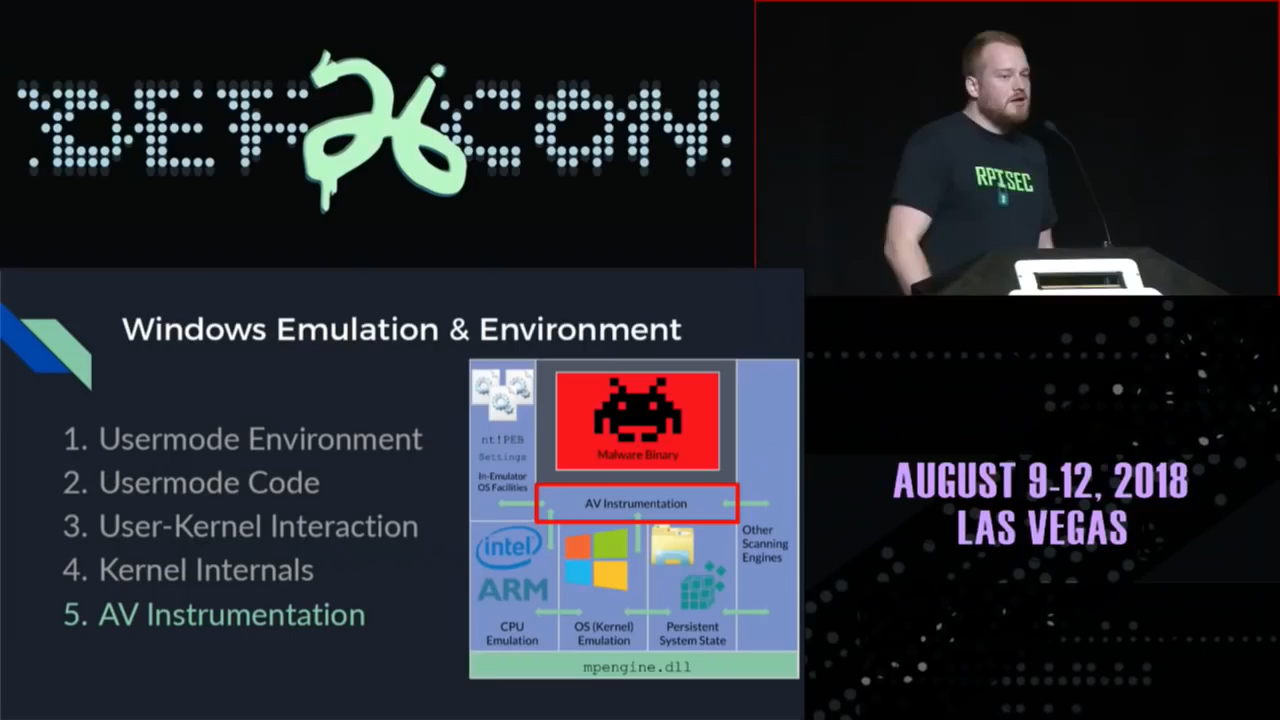 DEF CON 26
RPISEC
Windows Emulation & Environment
1. Usermode Environment
2. Usermode Code
3. User-Kernel Interaction
4. Kernel Internals
5. AV Instrumentation
nt!PEB
Settings
In-Emulator
OS Facilities
Malware Binary
AV Instrumentation
Other
Scanning
Engines
intel
ARM
CPU
Emulation
OS (Kernel)
Emulation
Persistent
System State
mpengine.dll
AUGUST 9-12, 2018
LAS VEGAS